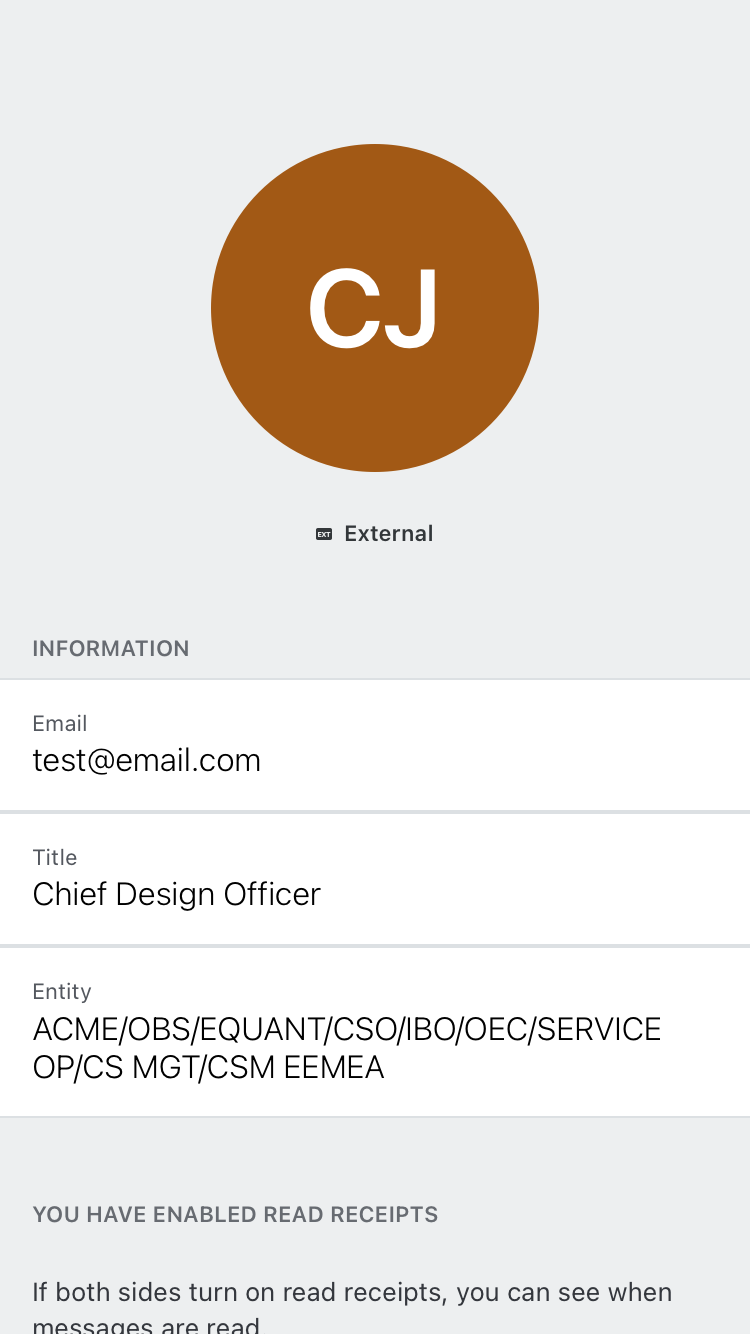 CJ
EXT External
INFORMATION
Email
test@email.com
Title
Chief Design Officer
Entity
ACME/OBS/EQUANT/CSO/IBO/OEC/SERVICE
OP/CS MGT/CSM EEMEA
YOU HAVE ENABLED READ RECEIPTS
If both sides turn on read receipts, you can see when
messages are read.